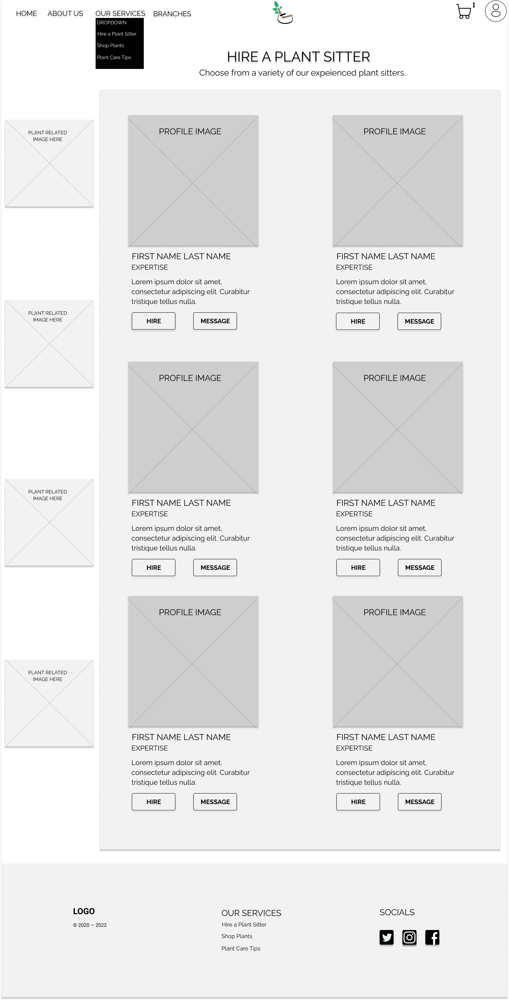 HOME ABOUT US OUR SERVICES BRANCHES
1
DROPDOWN
Hire a Plant Sitter
Shop Plants
Plant Care Tips
HIRE A PLANT SITTER
Choose from a variety of our expeienced plant sitters.
PLANT RELATED
IMAGE HERE
PLANT RELATED
IMAGE HERE
PLANT RELATED
IMAGE HERE
PLANT RELATED
IMAGE HERE
PROFILE IMAGE
FIRST NAME LAST NAME
EXPERTISE
Lorem ipsum dolor sit amet,
consectetur adipiscing elit. Curabitur
tristique tellus nulla.
HIRE MESSAGE
PROFILE IMAGE
FIRST NAME LAST NAME
EXPERTISE
Lorem ipsum dolor sit amet,
consectetur adipiscing elit. Curabitur
tristique tellus nulla.
HIRE MESSAGE
PROFILE IMAGE
FIRST NAME LAST NAME
EXPERTISE
Lorem ipsum dolor sit amet,
consectetur adipiscing elit. Curabitur
tristique tellus nulla.
HIRE MESSAGE
PROFILE IMAGE
FIRST NAME LAST NAME
EXPERTISE
Lorem ipsum dolor sit amet,
consectetur adipiscing elit. Curabitur
tristique tellus nulla.
HIRE MESSAGE
PROFILE IMAGE
FIRST NAME LAST NAME
EXPERTISE
Lorem ipsum dolor sit amet,
consectetur adipiscing elit. Curabitur
tristique tellus nulla.
HIRE MESSAGE
PROFILE IMAGE
FIRST NAME LAST NAME
EXPERTISE
Lorem ipsum dolor sit amet,
consectetur adipiscing elit. Curabitur
tristique tellus nulla.
HIRE MESSAGE
LOGO
© 2020 — 2022
OUR SERVICES
Hire a Plant Sitter
Shop Plants
Plant Care Tips
SOCIALS